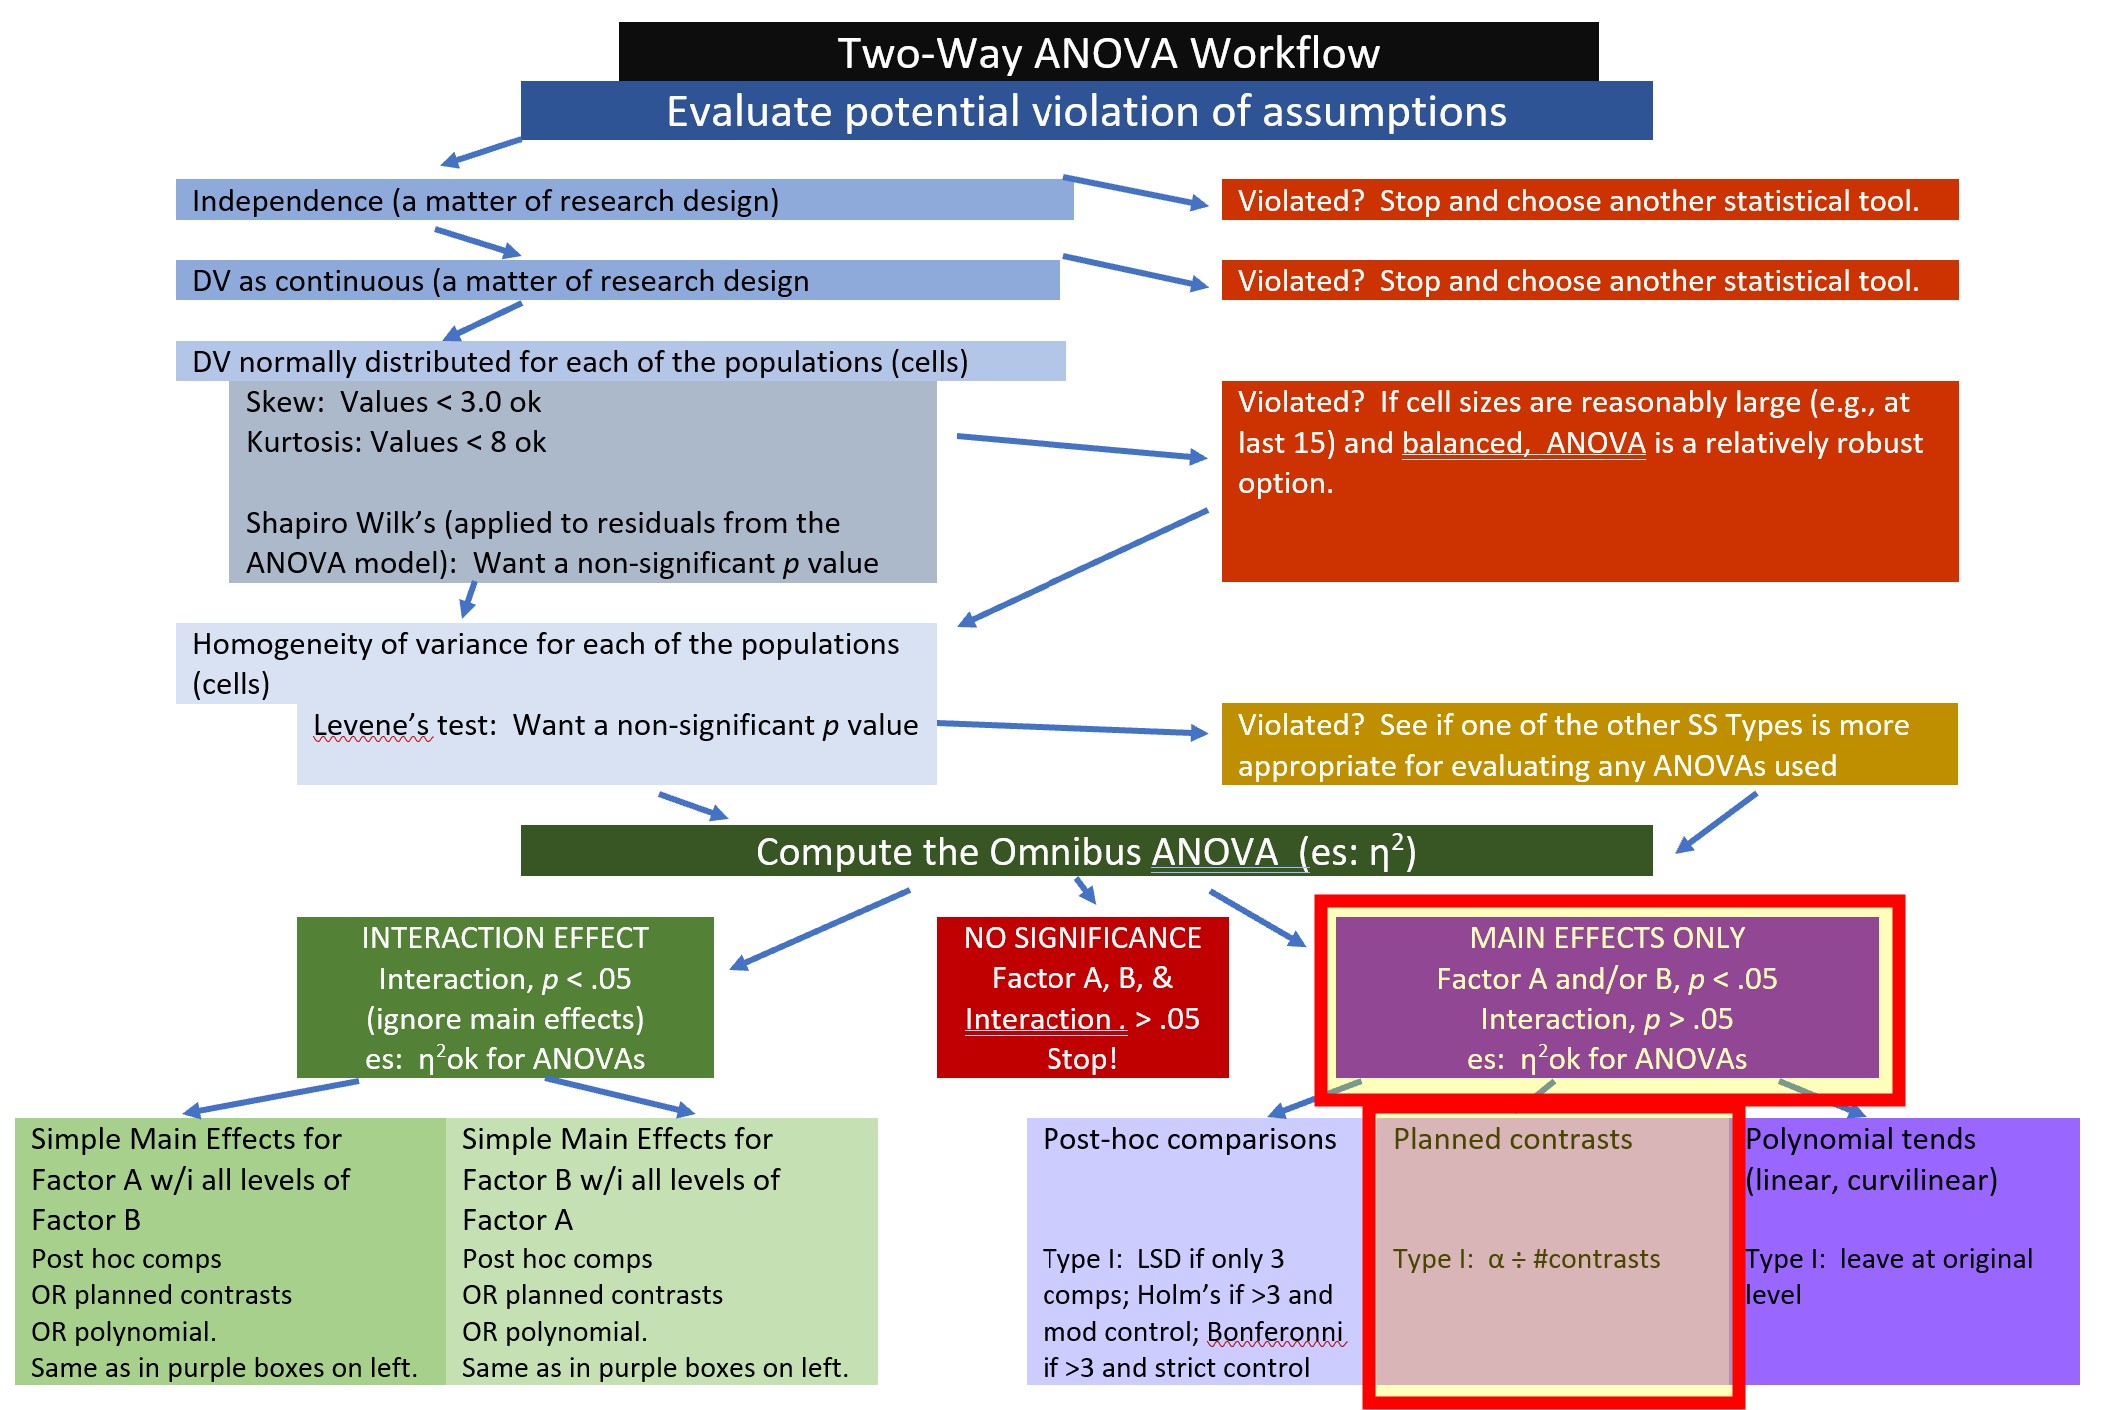 Two-Way ANOVA Workflow
Evaluate potential violation of assumptions
Independence (a matter of research design)
Violated?  Stop and choose another statistical tool.
DV as continuous (a matter of research design
Violated?  Stop and choose another statistical tool.
DV normally distributed for each of the populations (cells)
Skew:  Values < 3.0 ok
Kurtosis: Values < 8 ok
Shapiro Wilk’s (applied to residuals from the
ANOVA model):  Want a non-significant p value
Violated?  If cell sizes are reasonably large (e.g., at
last 15) and balanced,  ANOVA is a relatively robust
option.
Homogeneity of variance for each of the populations
(cells)
Levene’s test:  Want a non-significant p value
Violated?  See if one of the other SS Types is more
appropriate for evaluating any ANOVAs used
Compute the Omnibus ANOVA  (es: η²)
INTERACTION EFFECT
Interaction, p < .05
(ignore main effects)
es:  η²ok for ANOVAs
NO SIGNIFICANCE
Factor A, B, &
Interaction . > .05
Stop!
MAIN EFFECTS ONLY
Factor A and/or B, p < .05
Interaction, p > .05
es:  η²ok for ANOVAs
Simple Main Effects for
Factor A w/i all levels of
Factor B
Post hoc comps
OR planned contrasts
OR polynomial.
Same as in purple boxes on left.
Simple Main Effects for
Factor B w/i all levels of
Factor A
Post hoc comps
OR planned contrasts
OR polynomial.
Same as in purple boxes on left.
Post-hoc comparisons
Type I:  LSD if only 3
comps; Holm’s if >3 and
mod control; Bonferonni
if >3 and strict control
Planned contrasts
Type I:  α ÷ #contrasts
Polynomial tends
(linear, curvilinear)
Type I:  leave at original
level